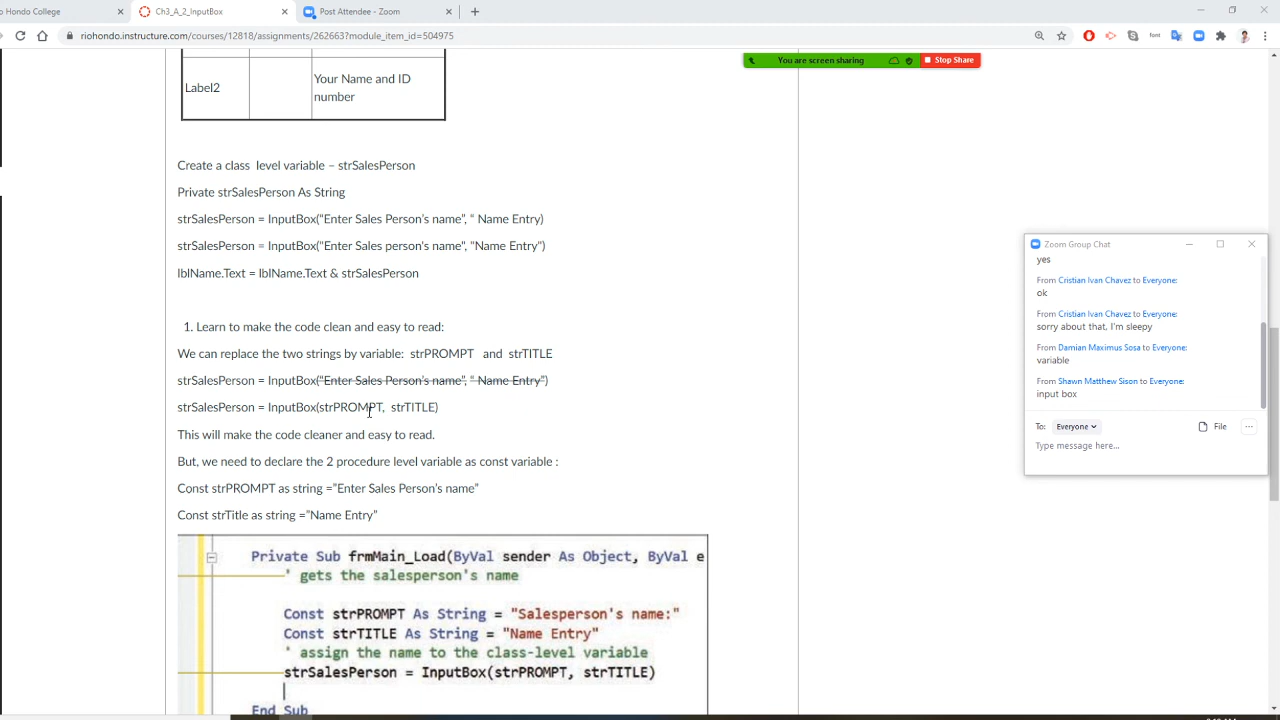 o Hondo College
Ch3_A_2_InputBox
Post Attendee - Zoom
riohondo.instructure.com/courses/12818/assignments/262663?module_item_id=504975
You are screen sharing
Stop Share
Label2
Your Name and ID
number
Create a class level variable – strSalesPerson
Private strSalesPerson As String
strSalesPerson = InputBox("Enter Sales Person's name", " Name Entry)
strSalesPerson = InputBox("Enter Sales person's name", "Name Entry")
lblName.Text = lblName.Text & strSalesPerson
1. Learn to make the code clean and easy to read:
We can replace the two strings by variable: strPROMPT and strTITLE
strSalesPerson = InputBox("Enter Sales Person's name", " Name Entry")
strSalesPerson = InputBox(strPROMPT, strTITLE)
This will make the code cleaner and easy to read.
But, we need to declare the 2 procedure level variable as const variable :
Const strPROMPT as string ="Enter Sales Person's name"
Const strTitle as string ="Name Entry"
Private Sub frmMain_Load(ByVal sender As Object, ByVal e
' gets the salesperson's name
Const strPROMPT As String = "Salesperson's name:"
Const strTITLE As String = "Name Entry"
' assign the name to the class-level variable
strSalesPerson = InputBox(strPROMPT, strTITLE)
End Sub
Zoom Group Chat
yes
From Cristian Ivan Chavez to Everyone:
ok
From Cristian Ivan Chavez to Everyone:
sorry about that, I'm sleepy
From Damian Maximus Sosa to Everyone:
variable
From Shawn Matthew Sison to Everyone:
input box
To: Everyone
File
Type message here...